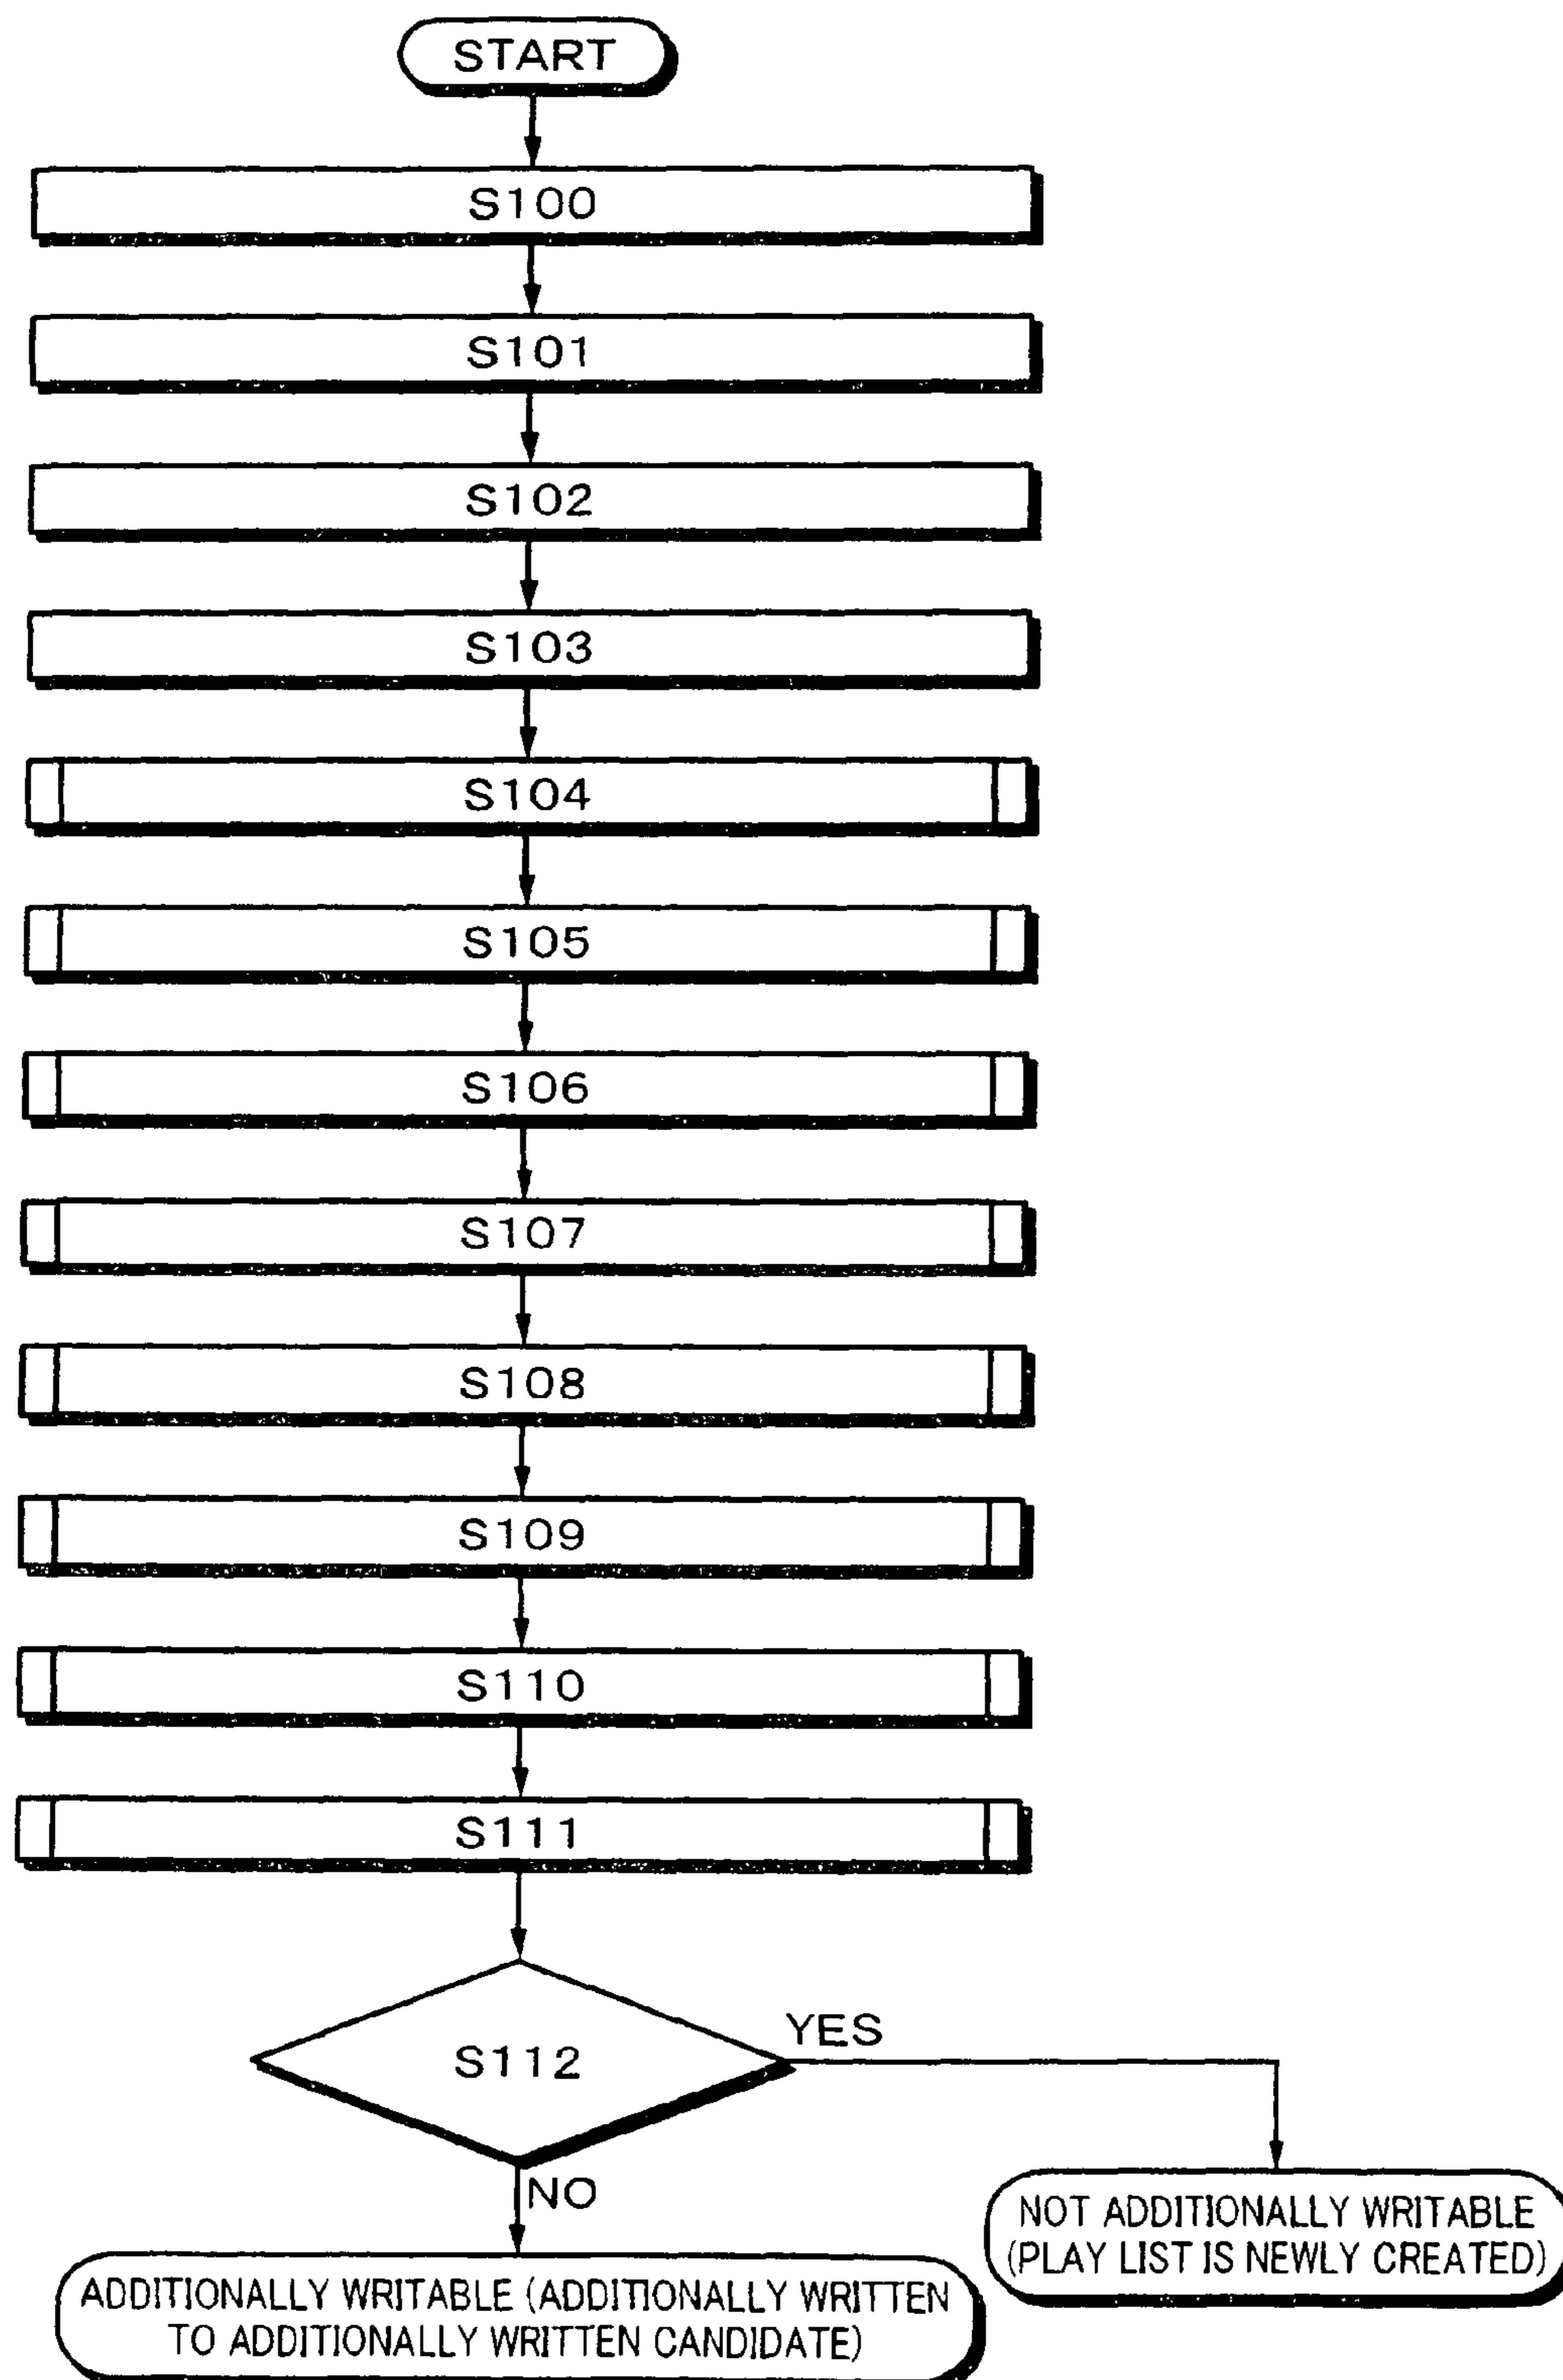 START
S100
S101
S102
S103
S104
S105
S106
S107
S108
S109
S110
S111
S112
YES
NO
NOT ADDITIONALLY WRITABLE
(PLAY LIST IS NEWLY CREATED)
ADDITIONALLY WRITABLE (ADDITIONALLY WRITTEN
TO ADDITIONALLY WRITTEN CANDIDATE)